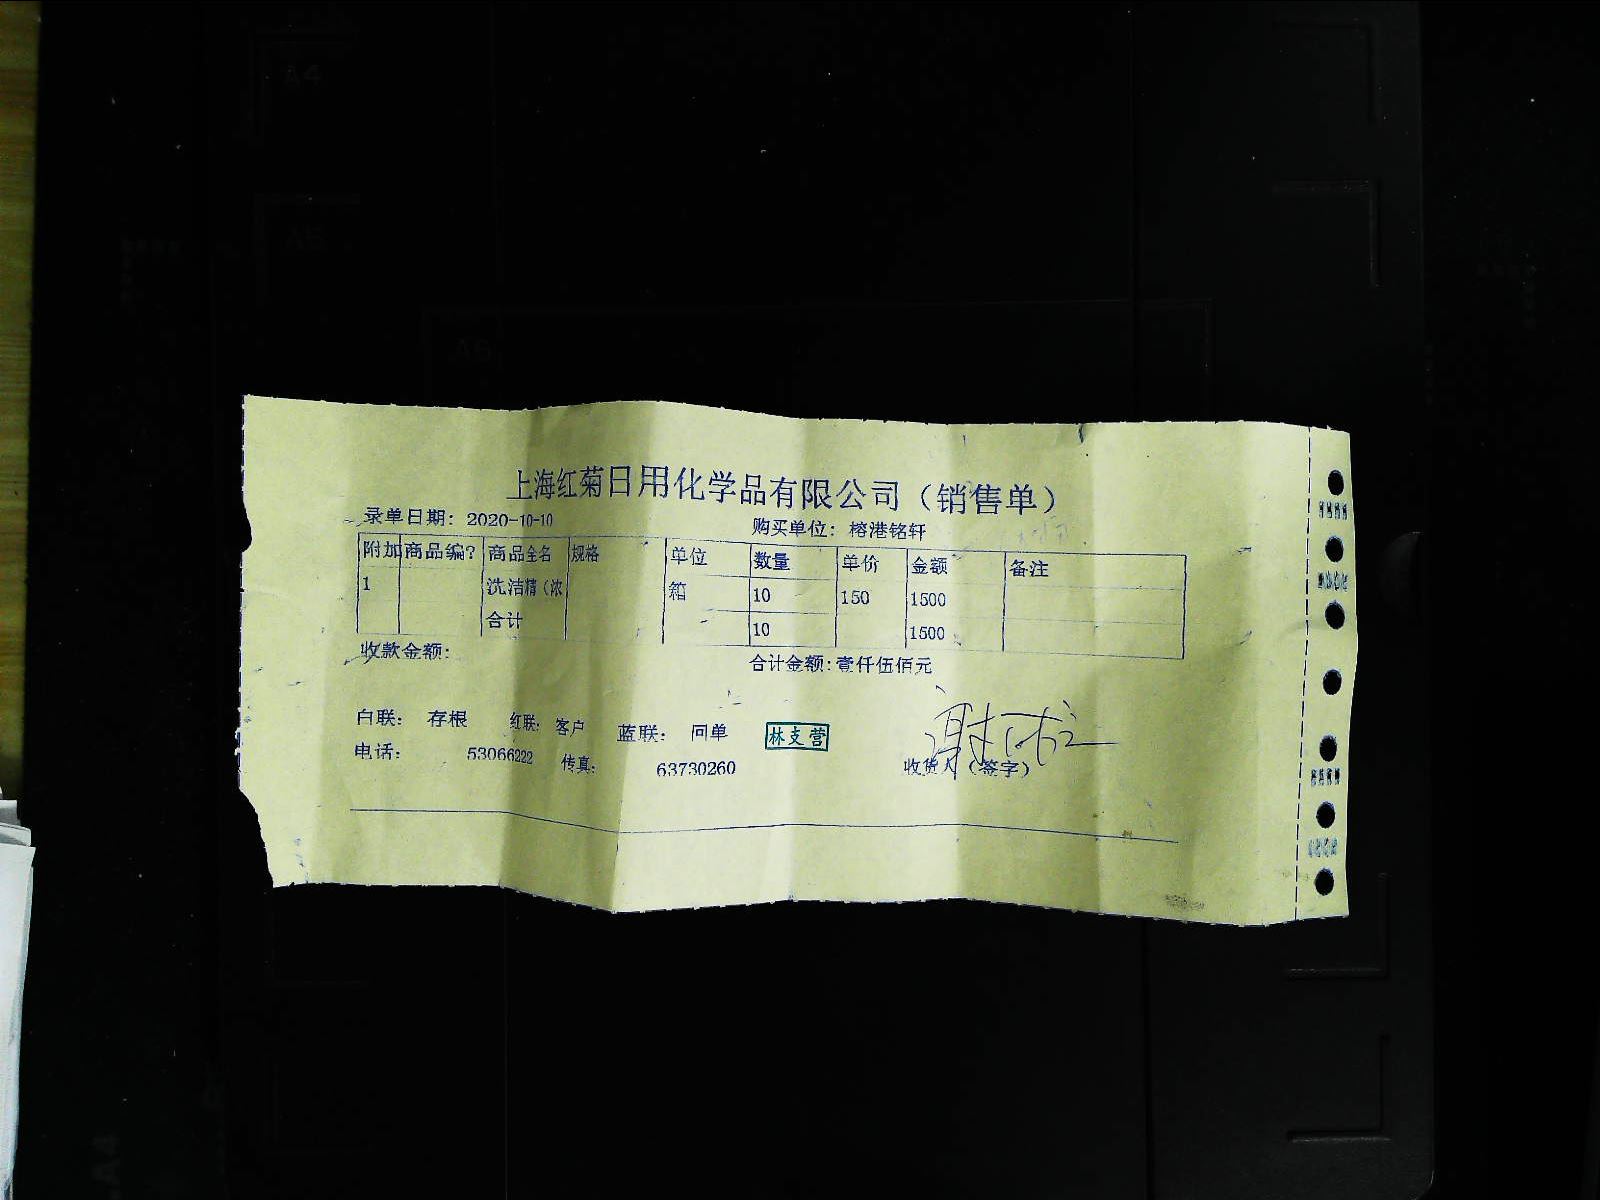 上海红菊日用化学品有限公司（销售单）
录单日期: 2020-10-10 购买单位: 榕港铭轩
附加 商品编? 商品全名 规格 单位 数量 单价 金额 备注
1 洗洁精（浓 箱 10 150 1500
合计 10 1500
收款金额: 合计金额:壹仟伍佰元
白联: 存根 红联: 客户 蓝联: 回单 林支营
电话: 53066222 传真: 63730260 收货人（签字）